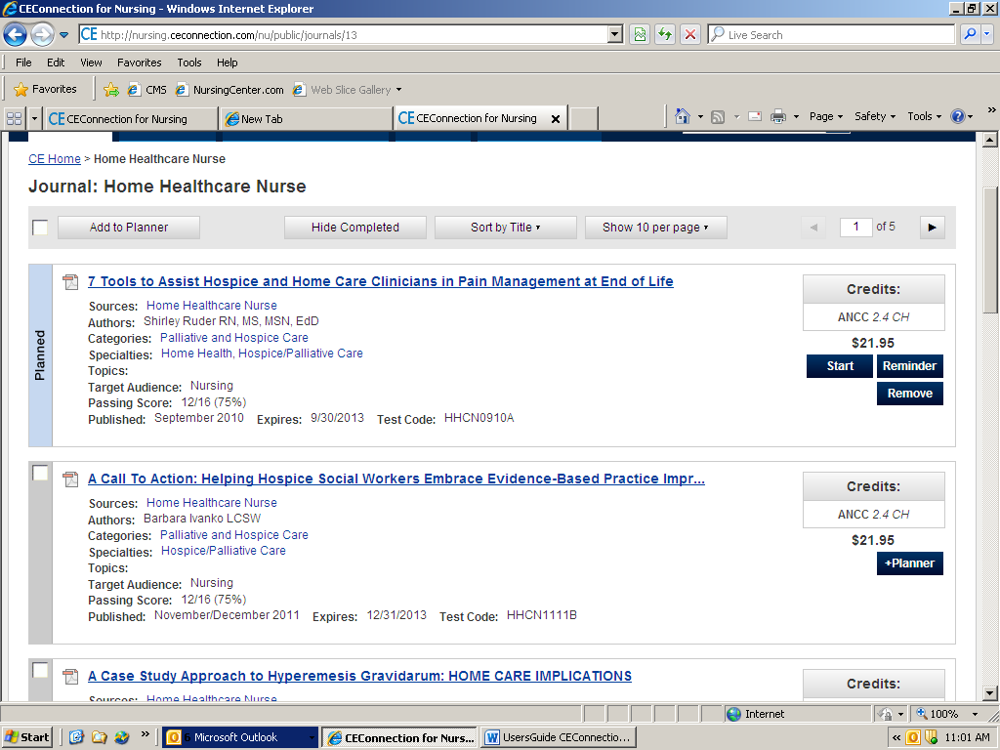 CEConnection for Nursing - Windows Internet Explorer
http://nursing.ceconnection.com/nu/public/journals/13
Live Search
File Edit View Favorites Tools Help
Favorites CMS NursingCenter.com Web Slice Gallery
CEConnection for Nursing New Tab CEConnection for Nursing Page Safety Tools
CE Home > Home Healthcare Nurse
Journal: Home Healthcare Nurse
Add to Planner Hide Completed Sort by Title Show 10 per page 1 of 5
Planned
7 Tools to Assist Hospice and Home Care Clinicians in Pain Management at End of Life
Sources: Home Healthcare Nurse
Authors: Shirley Ruder RN, MS, MSN, EdD
Categories: Palliative and Hospice Care
Specialties: Home Health, Hospice/Palliative Care
Topics:
Target Audience: Nursing
Passing Score: 12/16 (75%)
Published: September 2010 Expires: 9/30/2013 Test Code: HHCN0910A
Credits:
ANCC 2.4 CH
$21.95
Start Reminder
Remove
A Call To Action: Helping Hospice Social Workers Embrace Evidence-Based Practice Impr...
Sources: Home Healthcare Nurse
Authors: Barbara Ivanko LCSW
Categories: Palliative and Hospice Care
Specialties: Hospice/Palliative Care
Topics:
Target Audience: Nursing
Passing Score: 12/16 (75%)
Published: November/December 2011 Expires: 12/31/2013 Test Code: HHCN1111B
Credits:
ANCC 2.4 CH
$21.95
+Planner
A Case Study Approach to Hyperemesis Gravidarum: HOME CARE IMPLICATIONS
Sources: Home Healthcare Nurse
Credits:
Internet 100%
Start 6 Microsoft Outlook CEConnection for Nurs... UsersGuide CEConnectio... 11:01 AM